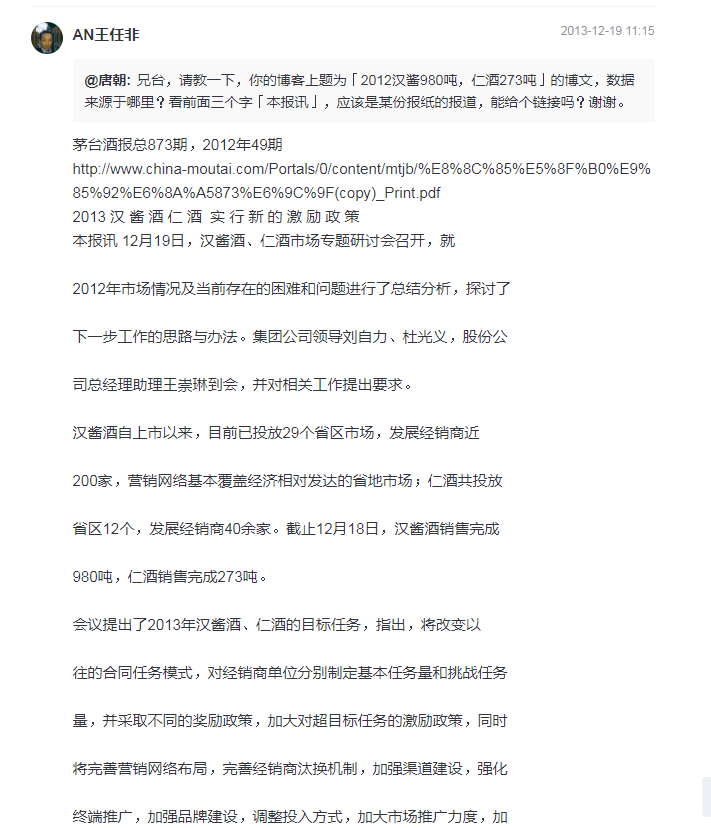 AN王任非
2013-12-19 11:15
@唐朝: 兄台，请教一下，你的博客上题为「2012汉酱980吨，仁酒273吨」的博文，数据
来源于哪里？看前面三个字「本报讯」，应该是某份报纸的报道，能给个链接吗？谢谢。
茅台酒报总873期，2012年49期
http://www.china-moutai.com/Portals/0/content/mtjb/%E8%8C%85%E5%8F%B0%E9%
85%92%E6%8A%A5873%E6%9C%9F(copy)_Print.pdf
2013 汉 酱 酒 仁 酒 实 行 新 的 激 励 政 策
本报讯 12月19日，汉酱酒、仁酒市场专题研讨会召开，就
2012年市场情况及当前存在的困难和问题进行了总结分析，探讨了
下一步工作的思路与办法。集团公司领导刘自力、杜光义，股份公
司总经理助理王崇琳到会，并对相关工作提出要求。
汉酱酒自上市以来，目前已投放29个省区市场，发展经销商近
200家，营销网络基本覆盖经济相对发达的省地市场；仁酒共投放
省区12个，发展经销商40余家。截止12月18日，汉酱酒销售完成
980吨，仁酒销售完成273吨。
会议提出了2013年汉酱酒、仁酒的目标任务，指出，将改变以
往的合同任务模式，对经销商单位分别制定基本任务量和挑战任务
量，并采取不同的奖励政策，加大对超目标任务的激励政策，同时
将完善营销网络布局，完善经销商汰换机制，加强渠道建设，强化
终端推广，加强品牌建设，调整投入方式，加大市场推广力度，加